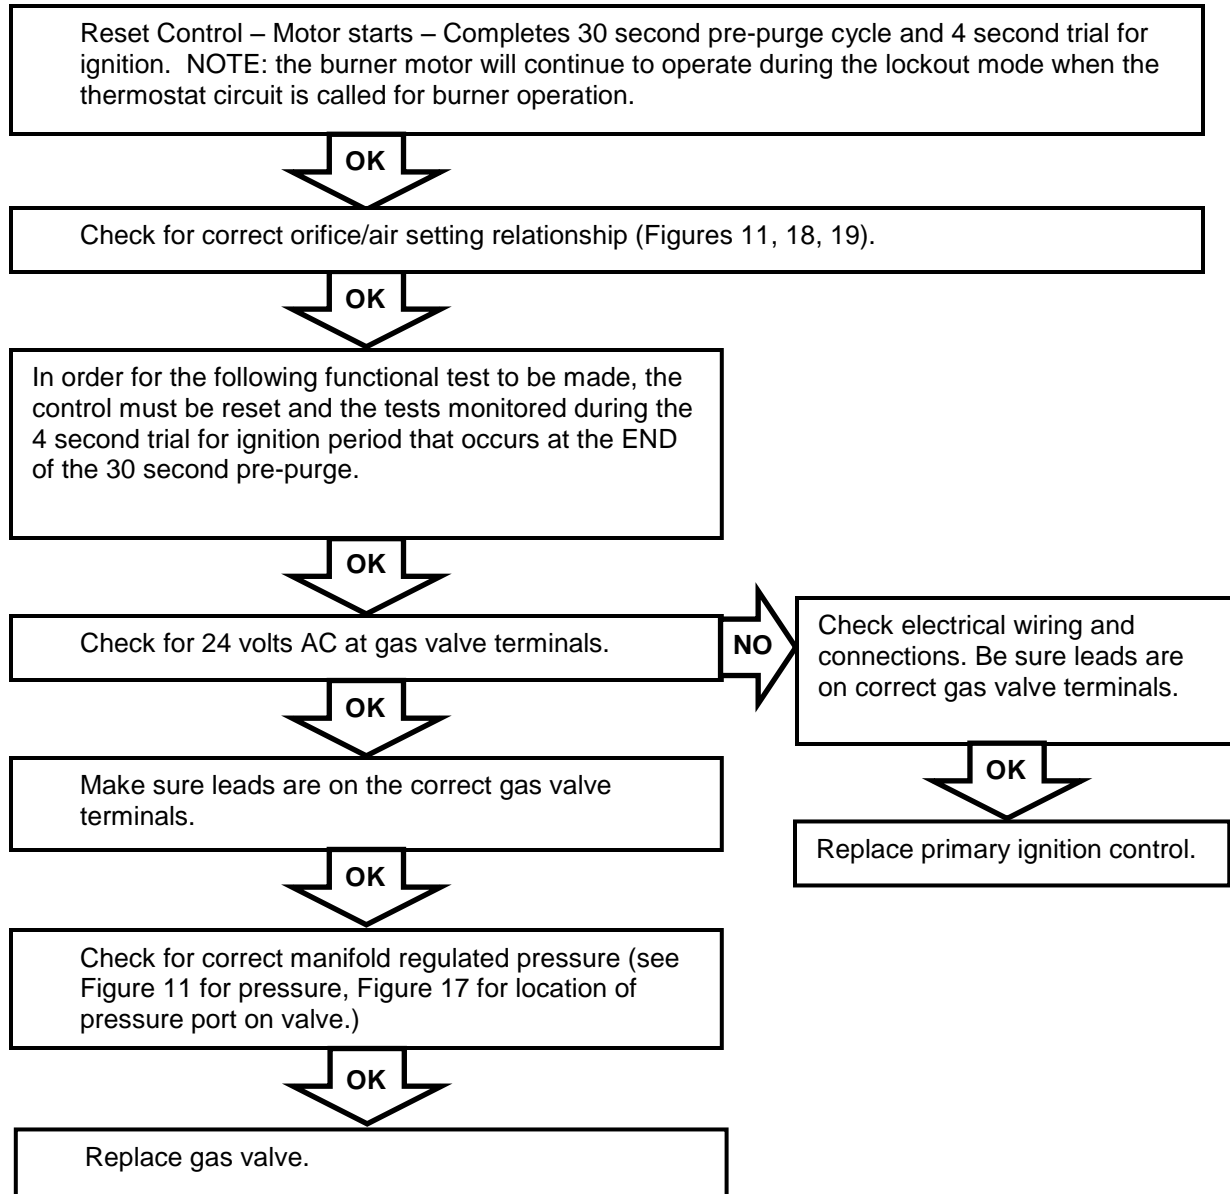 Reset Control – Motor starts – Completes 30 second pre-purge cycle and 4 second trial for
ignition.  NOTE: the burner motor will continue to operate during the lockout mode when the
thermostat circuit is called for burner operation.
OK
Check for correct orifice/air setting relationship (Figures 11, 18, 19).
OK
In order for the following functional test to be made, the
control must be reset and the tests monitored during the
4 second trial for ignition period that occurs at the END
of the 30 second pre-purge.
OK
Check for 24 volts AC at gas valve terminals.
NO
Check electrical wiring and
connections. Be sure leads are
on correct gas valve terminals.
OK
Replace primary ignition control.
OK
Make sure leads are on the correct gas valve
terminals.
OK
Check for correct manifold regulated pressure (see
Figure 11 for pressure, Figure 17 for location of
pressure port on valve.)
OK
Replace gas valve.